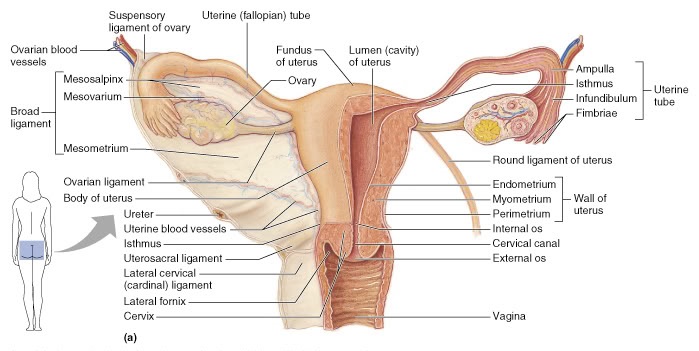 Suspensory
ligament of ovary
Uterine (fallopian) tube
Ovarian blood
vessels
Mesosalpinx
Mesovarium
Broad
ligament
Mesometrium
Ovarian ligament
Body of uterus
Ureter
Uterine blood vessels
Isthmus
Uterosacral ligament
Lateral cervical
(cardinal) ligament
Lateral fornix
Cervix
(a)
Fundus
of uterus
Lumen (cavity)
of uterus
Ovary
Ampulla
Isthmus
Infundibulum
Fimbriae
Uterine
tube
Round ligament of uterus
Endometrium
Myometrium
Perimetrium
Wall of
uterus
Internal os
Cervical canal
External os
Vagina